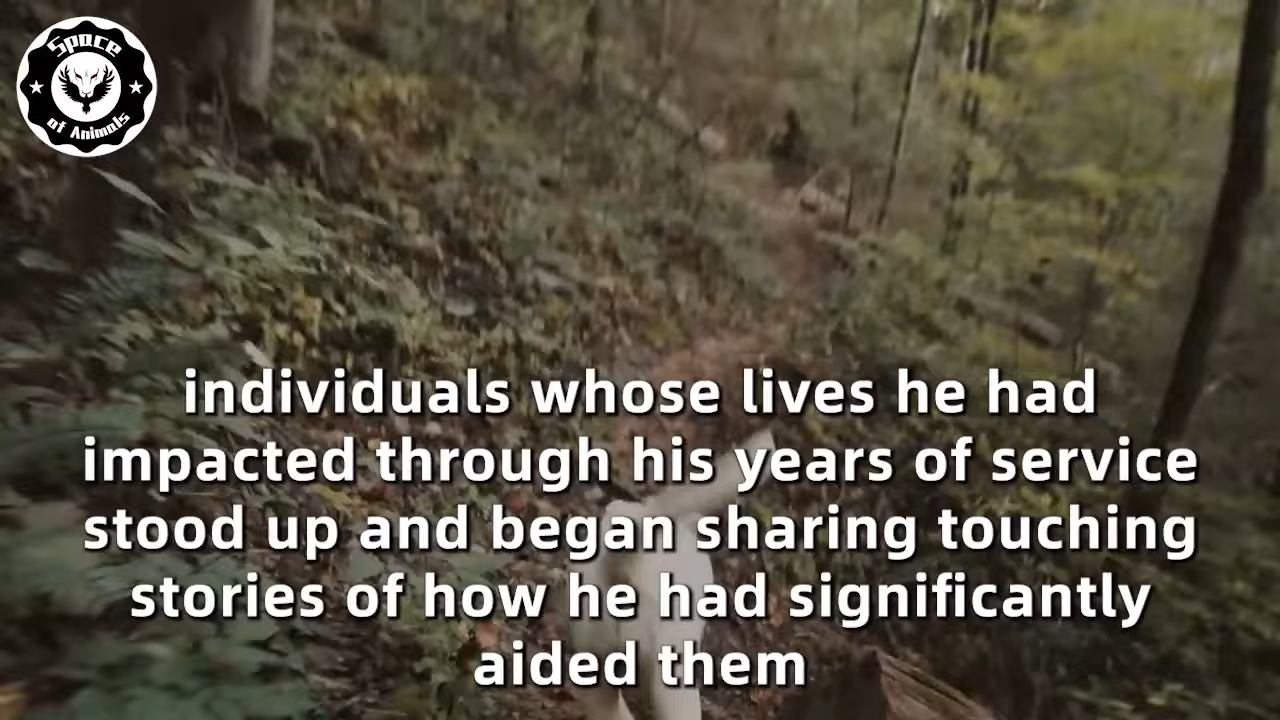 Space
of Animals
individuals whose lives he had
impacted through his years of service
stood up and began sharing touching
stories of how he had significantly
aided them